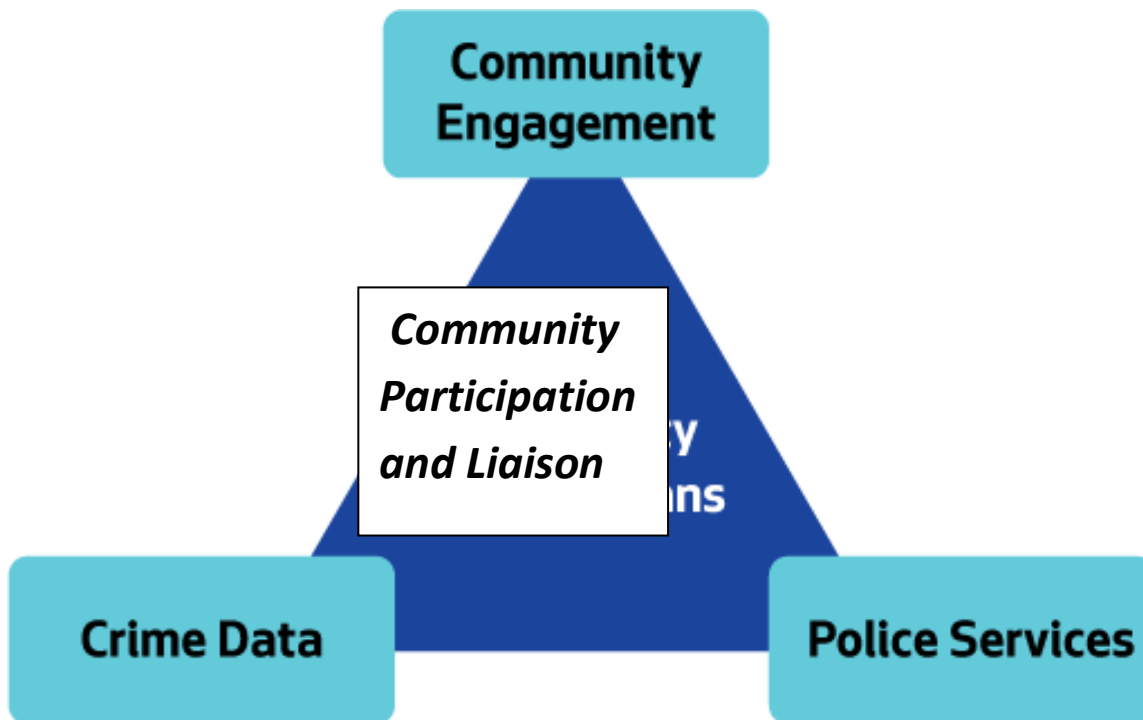 Community
Engagement
Community
Participation
and Liaison
Crime Data
Police Services